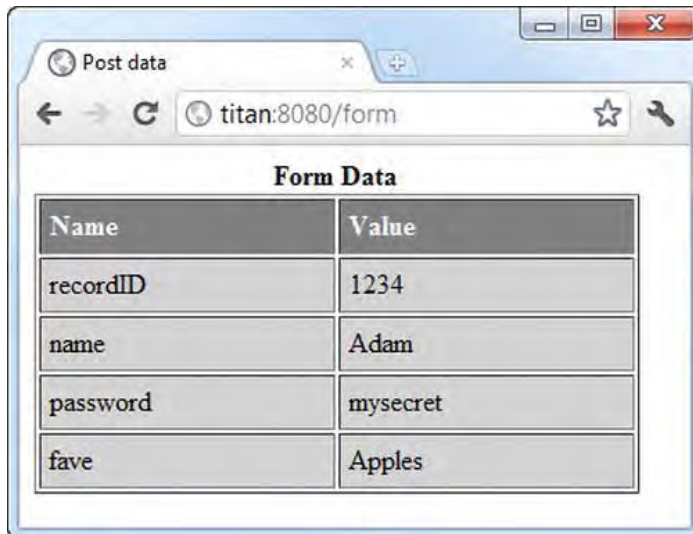 Post data
titan:8080/form
Form Data
Name Value
recordID 1234
name Adam
password mysecret
fave Apples